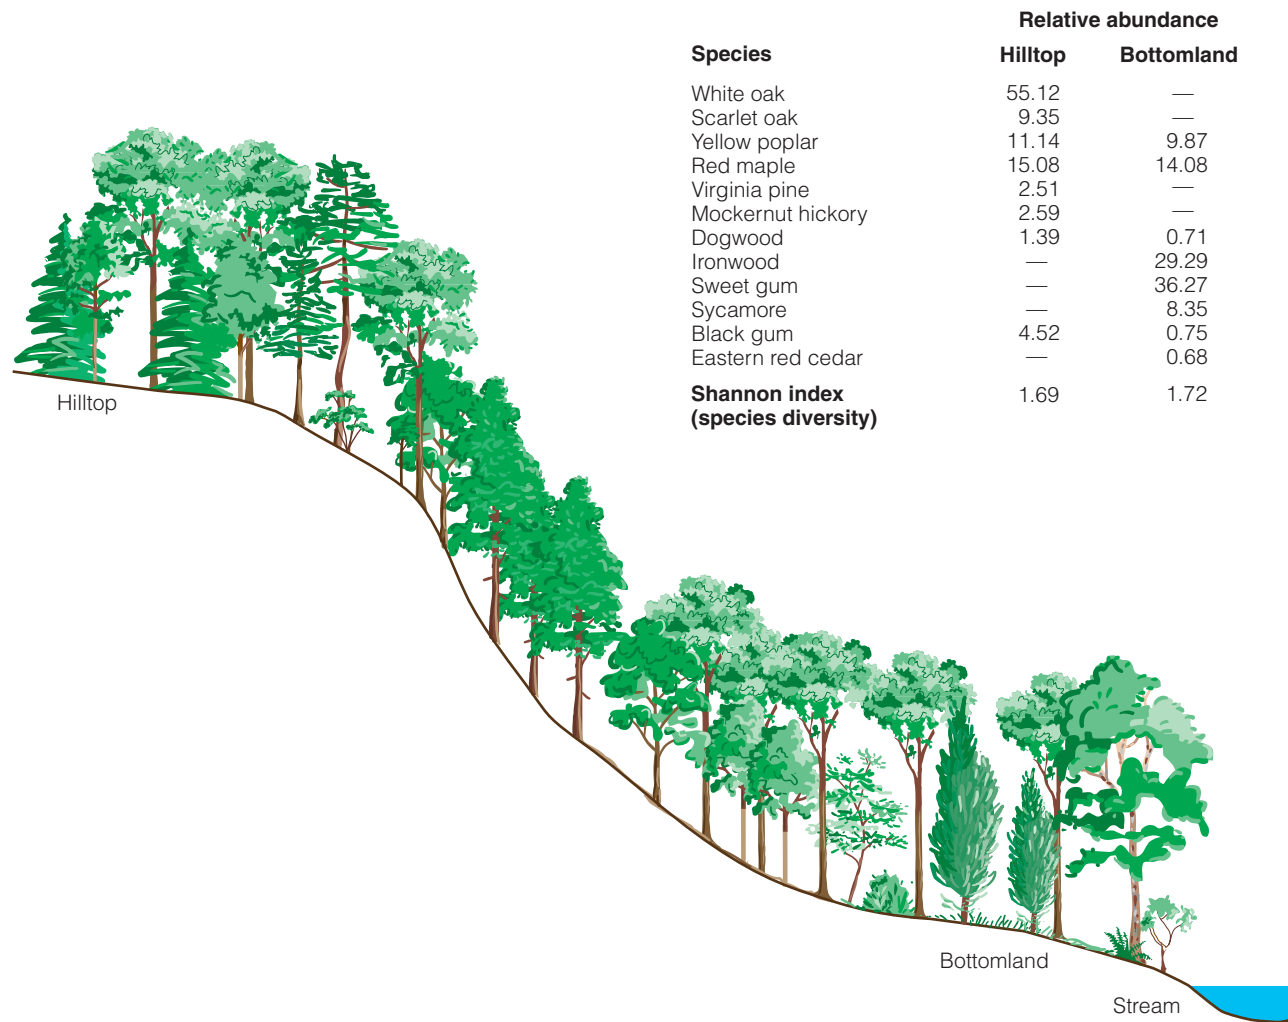 Relative abundance
Species Hilltop Bottomland
White oak 55.12 —
Scarlet oak 9.35 —
Yellow poplar 11.14 9.87
Red maple 15.08 14.08
Virginia pine 2.51 —
Mockernut hickory 2.59 —
Dogwood 1.39 0.71
Ironwood — 29.29
Sweet gum — 36.27
Sycamore — 8.35
Black gum 4.52 0.75
Eastern red cedar — 0.68
Shannon index 1.69 1.72
(species diversity)
Hilltop
Bottomland
Stream